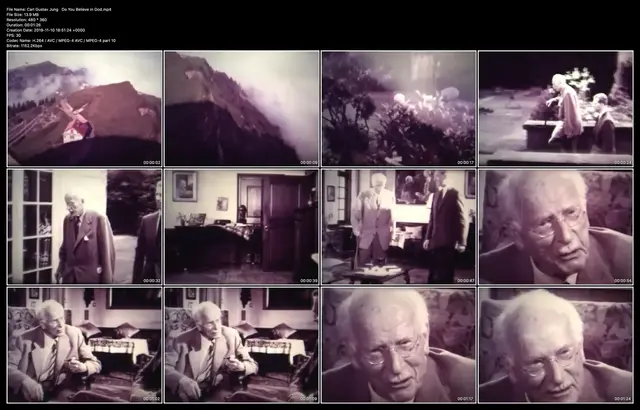 File Name: Carl Gustav Jung Do You Believe in God.mp4
File Size: 13.9 MB
Resolution: 480 * 360
Duration: 00:01:26
Creation Date: 2016-11-10 18:01:24 +0000
FPS: 30
Codec Name: H.264 / AVC / MPEG-4 AVC / MPEG-4 part 10
Bitrate: 1152.2Kbps
00:00:02
00:00:09
00:00:17
00:00:24
00:00:32
00:00:39
00:00:47
00:00:54
00:01:02
00:01:09
00:01:17
00:01:24